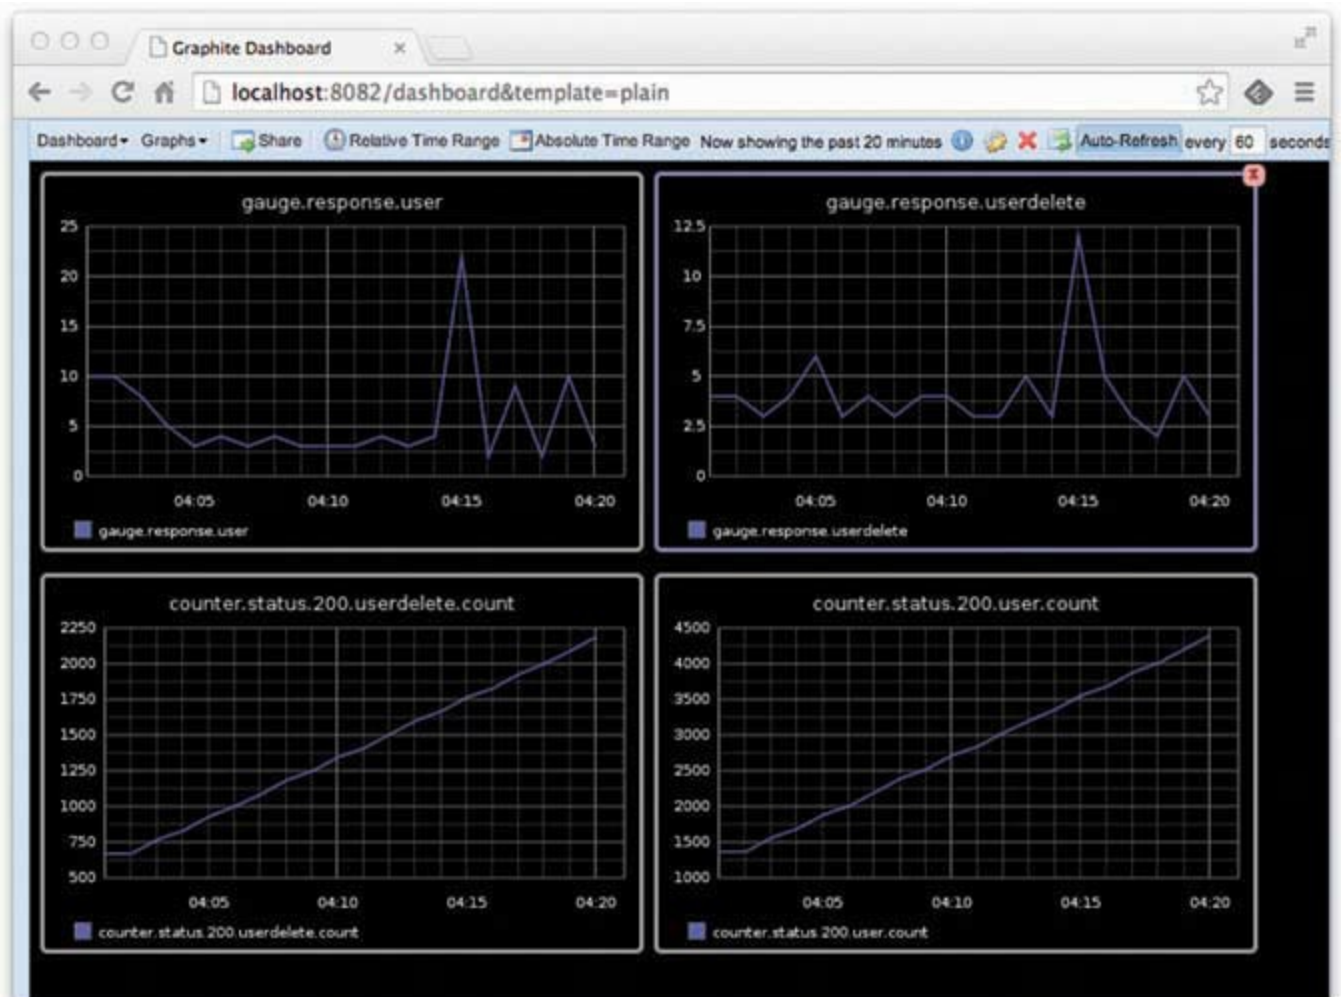 Graphite Dashboard
localhost:8082/dashboard&template=plain
Dashboard Graphs Share Relative Time Range Absolute Time Range Now showing the past 20 minutes Auto-Refresh every 60 seconds
gauge.response.user
25
20
15
10
5
0
04:05 04:10 04:15 04:20
gauge.response.user
gauge.response.userdelete
12.5
10
7.5
5
2.5
0
04:05 04:10 04:15 04:20
gauge.response.userdelete
counter.status.200.userdelete.count
2250
2000
1750
1500
1250
1000
750
500
04:05 04:10 04:15 04:20
counter.status.200.userdelete.count
counter.status.200.user.count
4500
4000
3500
3000
2500
2000
1500
1000
04:05 04:10 04:15 04:20
counter.status.200.user.count